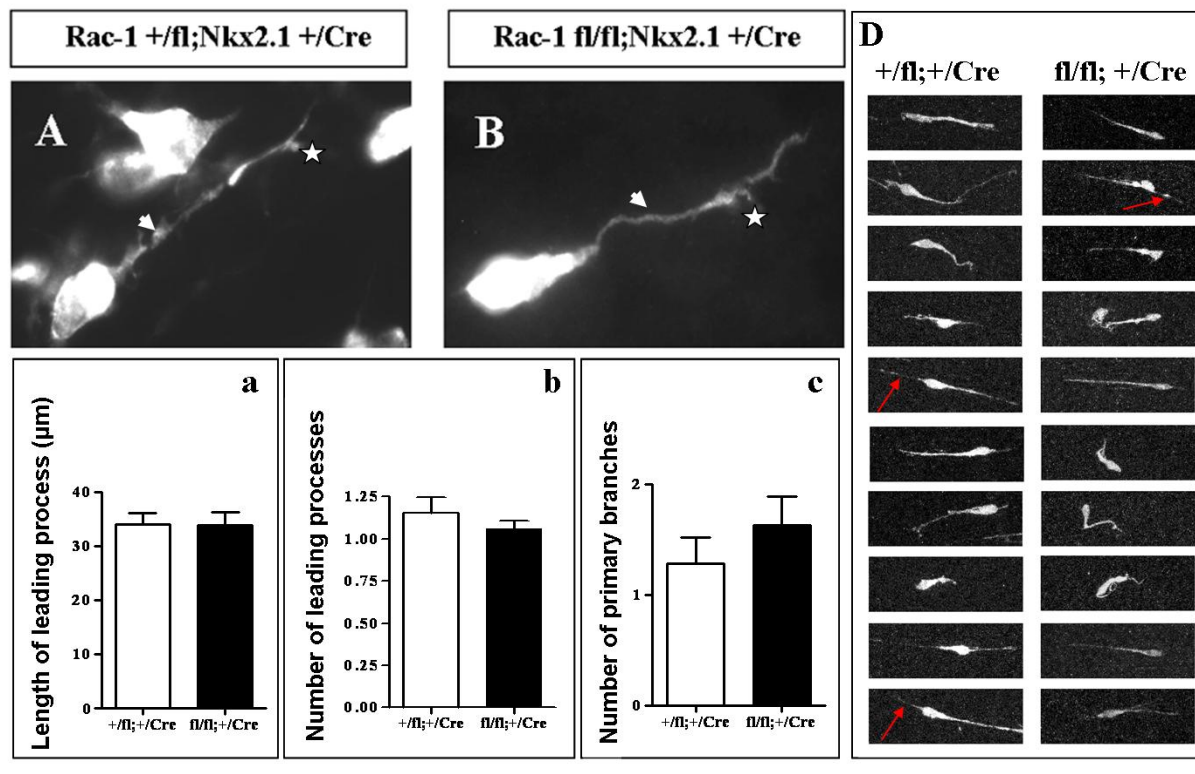 Rac-1 +/fl;Nkx2.1 +/Cre
Rac-1 fl/fl;Nkx2.1 +/Cre
A
B
a
Length of leading process (µm)
40
30
20
10
0
+/fl;+/Cre
fl/fl;+/Cre
b
Number of leading processes
1.25
1.00
0.75
0.50
0.25
0.00
+/fl;+/Cre
fl/fl;+/Cre
c
Number of primary branches
2
1
0
+/fl;+/Cre
fl/fl;+/Cre
D
+/fl;+/Cre
fl/fl; +/Cre